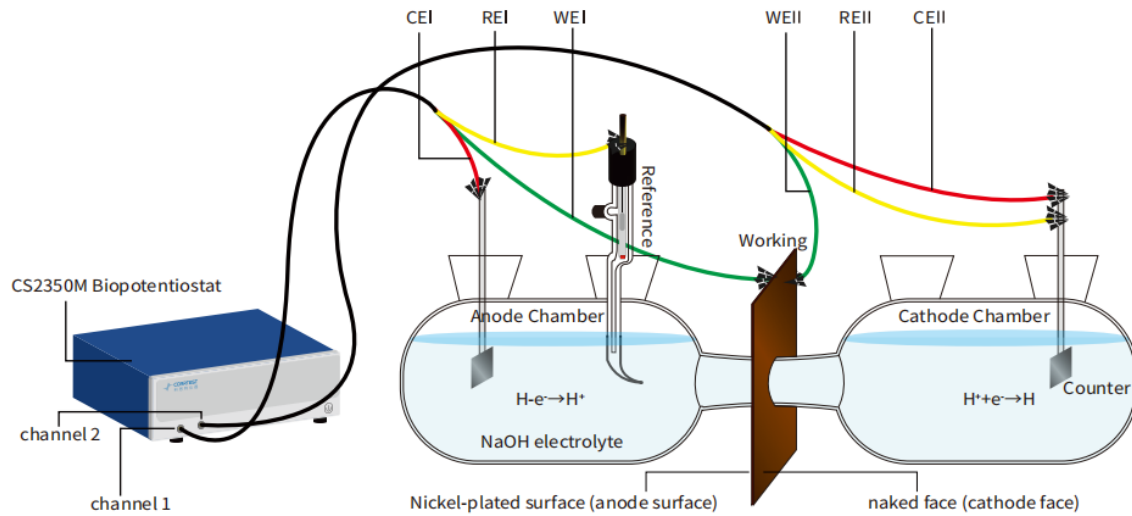 CEⅠ REⅠ WEⅠ WEⅡ REⅡ CEⅡ
Reference
Working
CS2350M Biopotentiostat
Anode Chamber
Cathode Chamber
Counter
H-e⁻→H⁺
H⁺+e⁻→H
NaOH electrolyte
channel 2
channel 1
Nickel-plated surface (anode surface)
naked face (cathode face)